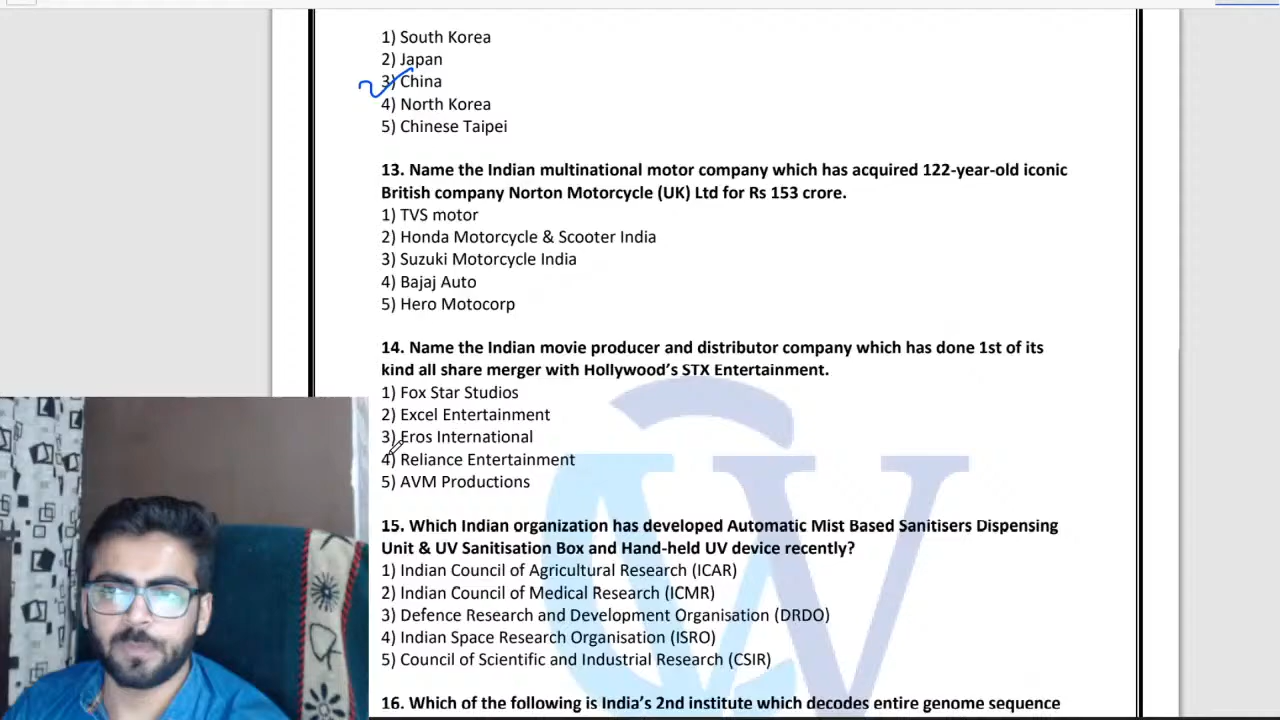 1) South Korea
2) Japan
3) China
4) North Korea
5) Chinese Taipei
13. Name the Indian multinational motor company which has acquired 122-year-old iconic
British company Norton Motorcycle (UK) Ltd for Rs 153 crore.
1) TVS motor
2) Honda Motorcycle & Scooter India
3) Suzuki Motorcycle India
4) Bajaj Auto
5) Hero Motocorp
14. Name the Indian movie producer and distributor company which has done 1st of its
kind all share merger with Hollywood's STX Entertainment.
1) Fox Star Studios
2) Excel Entertainment
3) Eros International
4) Reliance Entertainment
5) AVM Productions
15. Which Indian organization has developed Automatic Mist Based Sanitisers Dispensing
Unit & UV Sanitisation Box and Hand-held UV device recently?
1) Indian Council of Agricultural Research (ICAR)
2) Indian Council of Medical Research (ICMR)
3) Defence Research and Development Organisation (DRDO)
4) Indian Space Research Organisation (ISRO)
5) Council of Scientific and Industrial Research (CSIR)
16. Which of the following is India's 2nd institute which decodes entire genome sequence